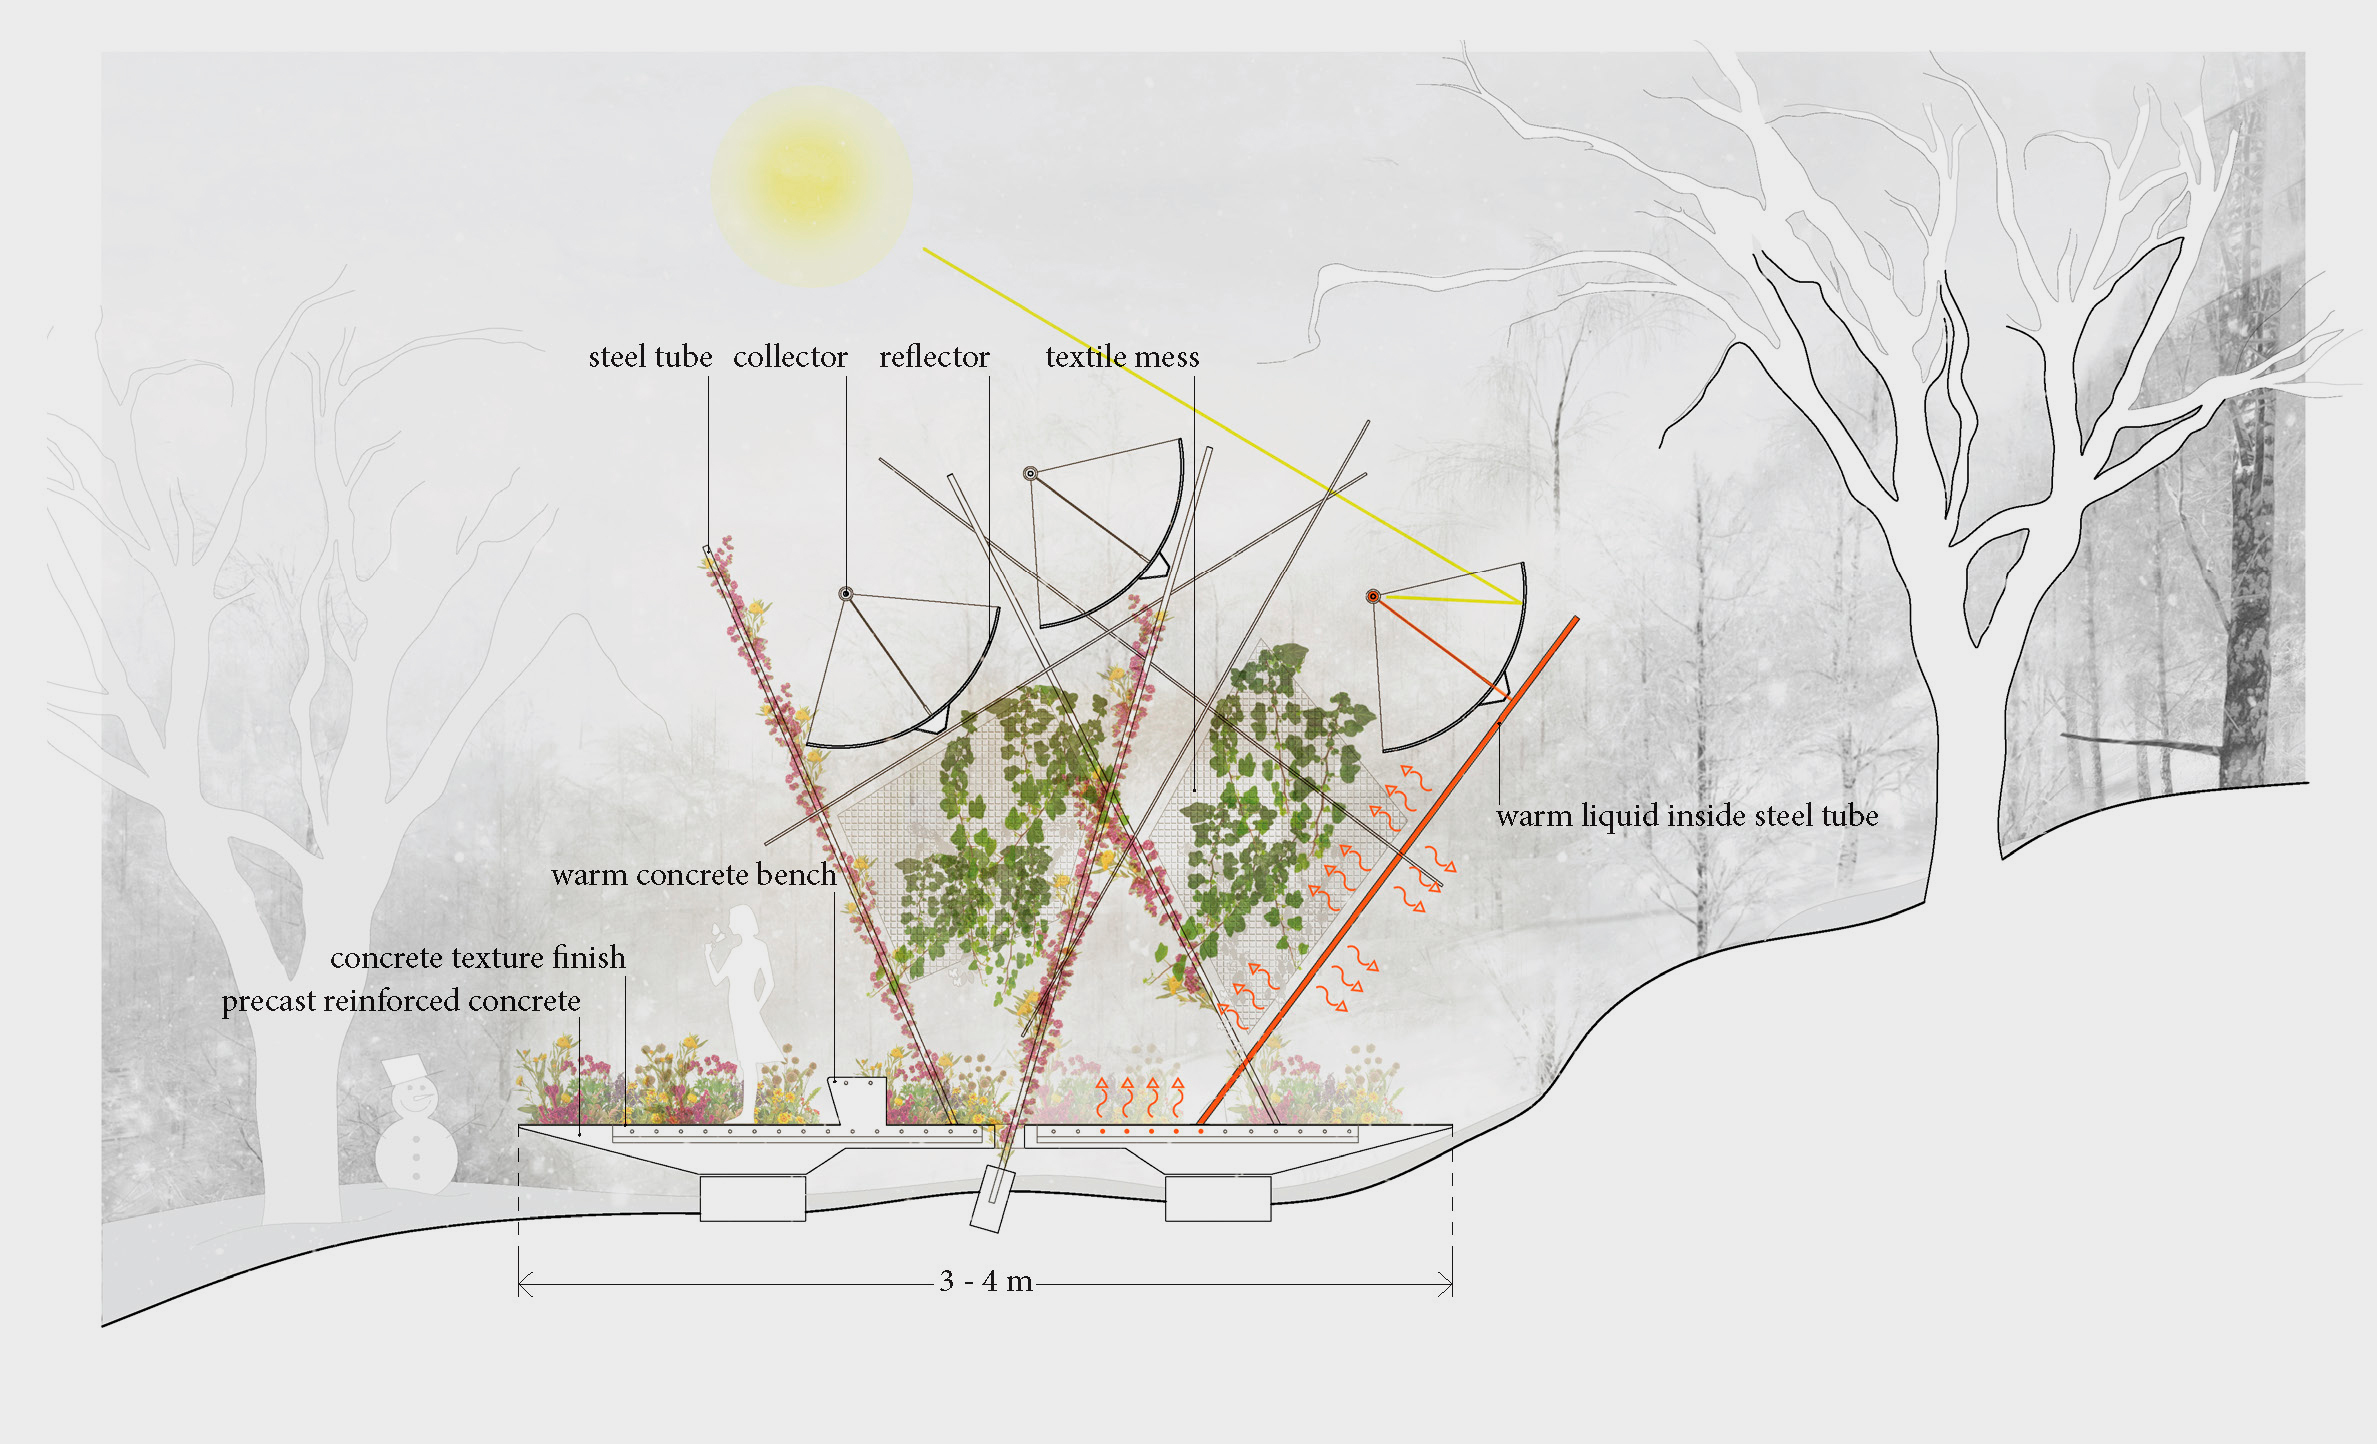 steel tube
collector
reflector
textile mess
warm liquid inside steel tube
warm concrete bench
concrete texture finish
precast reinforced concrete
3 - 4 m